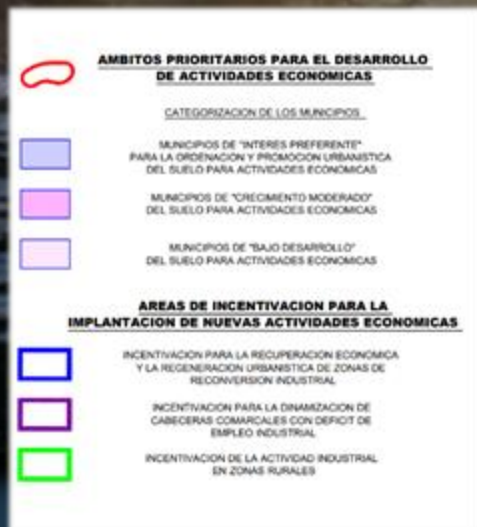 AMBITOS PRIORITARIOS PARA EL DESARROLLO
DE ACTIVIDADES ECONOMICAS
CATEGORIZACION DE LOS MUNICIPIOS
MUNICIPIOS DE "INTERES PREFERENTE"
PARA LA ORDENACION Y PROMOCION URBANISTICA
DEL SUELO PARA ACTIVIDADES ECONOMICAS
MUNICIPIOS DE "CRECIMIENTO MODERADO"
DEL SUELO PARA ACTIVIDADES ECONOMICAS
MUNICIPIOS DE "BAJO DESARROLLO"
DEL SUELO PARA ACTIVIDADES ECONOMICAS
AREAS DE INCENTIVACION PARA LA
IMPLANTACION DE NUEVAS ACTIVIDADES ECONOMICAS
INCENTIVACION PARA LA RECUPERACION ECONOMICA
Y LA REGENERACION URBANISTICA DE ZONAS DE
RECONVERSION INDUSTRIAL
INCENTIVACION PARA LA DINAMIZACION DE
CABECERAS COMARCALES CON DEFICIT DE
EMPLEO INDUSTRIAL
INCENTIVACION DE LA ACTIVIDAD INDUSTRIAL
EN ZONAS RURALES